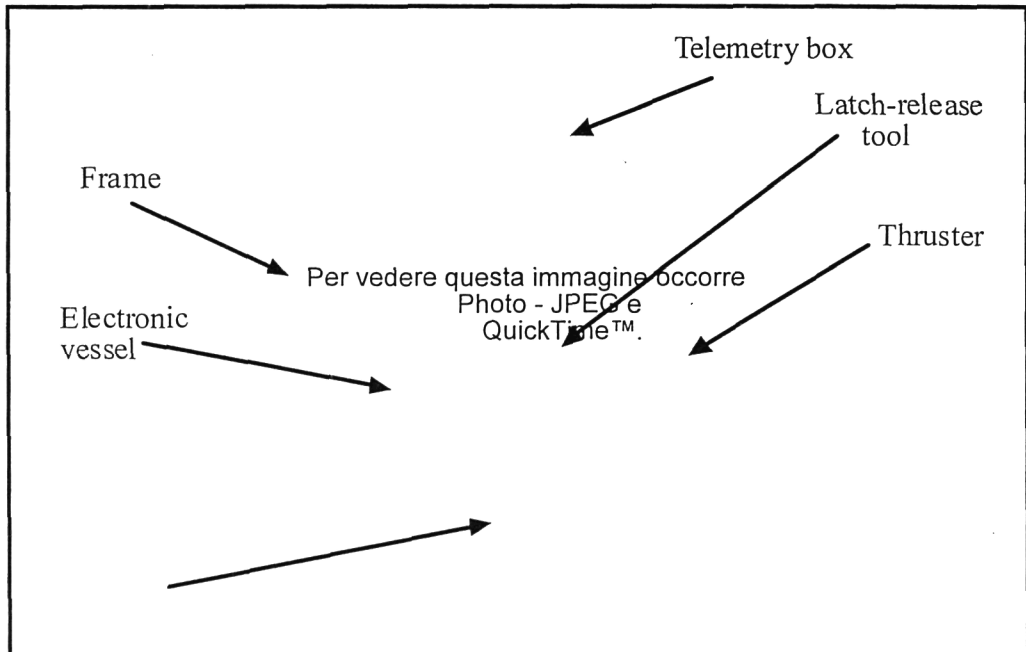 Telemetry box
Latch-release
tool
Frame
Thruster
Per vedere questa immagine occorre
Photo - JPEG e
QuickTime™.
Electronic
vessel